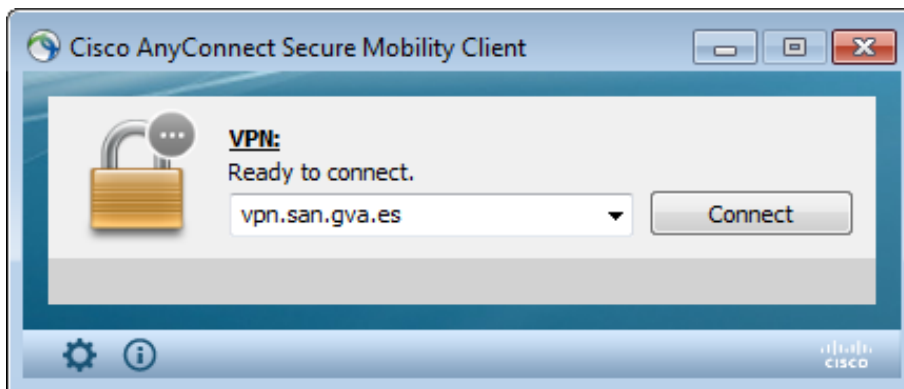 Cisco AnyConnect Secure Mobility Client
VPN:
Ready to connect.
vpn.san.gva.es
Connect
CISCO